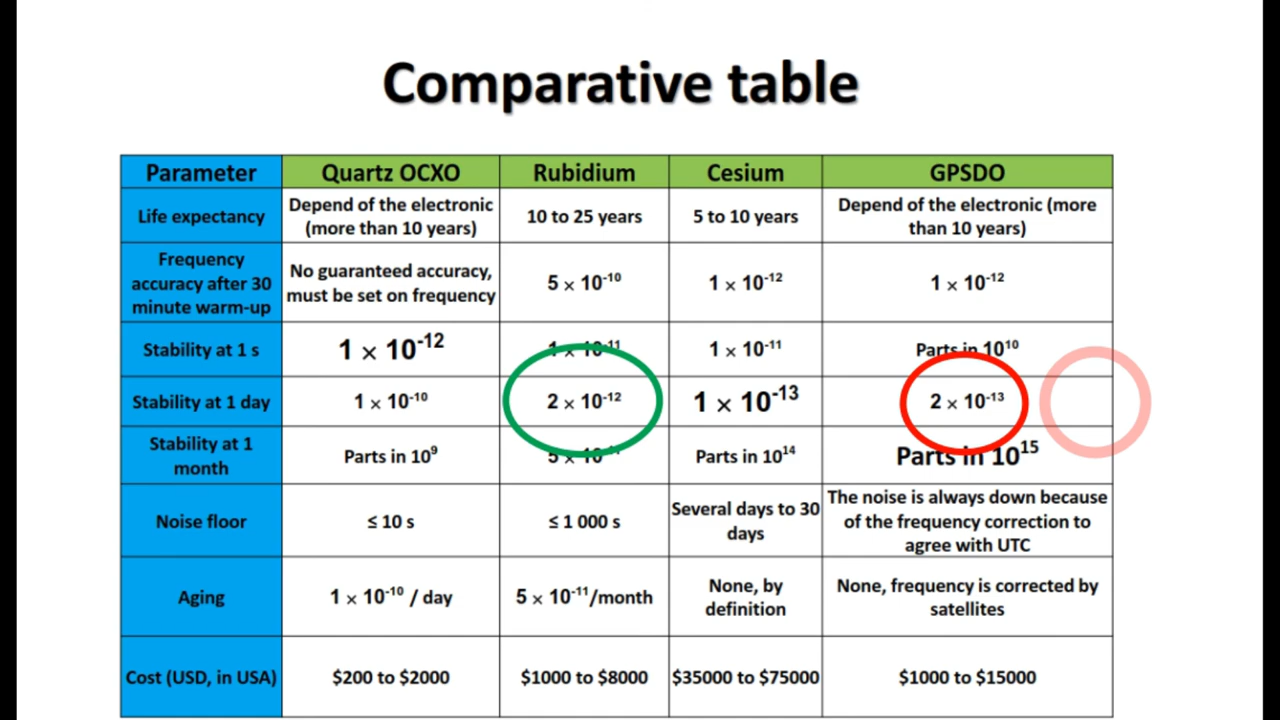 Comparative table
Parameter Quartz OCXO Rubidium Cesium GPSDO
Life expectancy Depend of the electronic (more than 10 years) 10 to 25 years 5 to 10 years Depend of the electronic (more than 10 years)
Frequency accuracy after 30 minute warm-up No guaranteed accuracy, must be set on frequency 5 × 10⁻¹⁰ 1 × 10⁻¹² 1 × 10⁻¹²
Stability at 1 s 1 × 10⁻¹² 1 × 10⁻¹¹ 1 × 10⁻¹¹ Parts in 10¹⁰
Stability at 1 day 1 × 10⁻¹⁰ 2 × 10⁻¹² 1 × 10⁻¹³ 2 × 10⁻¹³
Stability at 1 month Parts in 10⁹ 5 × 10 Parts in 10¹⁴ Parts in 10¹⁵
Noise floor ≤ 10 s ≤ 1 000 s Several days to 30 days The noise is always down because of the frequency correction to agree with UTC
Aging 1 × 10⁻¹⁰ / day 5 × 10⁻¹¹/month None, by definition None, frequency is corrected by satellites
Cost (USD, in USA) $200 to $2000 $1000 to $8000 $35000 to $75000 $1000 to $15000